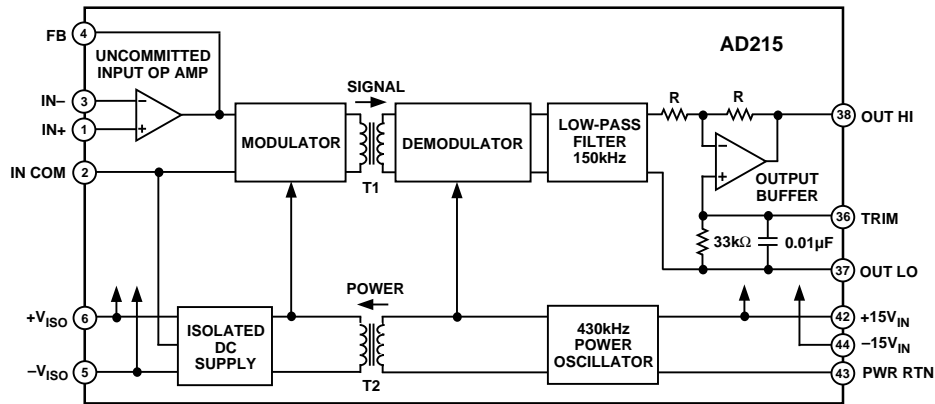 FB
4
UNCOMMITTED
INPUT OP AMP
AD215
IN–
3
IN+
1
–
+
SIGNAL
R
R
38
OUT HI
MODULATOR
DEMODULATOR
LOW-PASS
FILTER
150kHz
–
+
IN COM
2
T1
OUTPUT
BUFFER
36
TRIM
33kΩ
0.01µF
37
OUT LO
POWER
+VISO
6
ISOLATED
DC
SUPPLY
430kHz
POWER
OSCILLATOR
42
+15VIN
44
–15VIN
–VISO
5
T2
43
PWR RTN